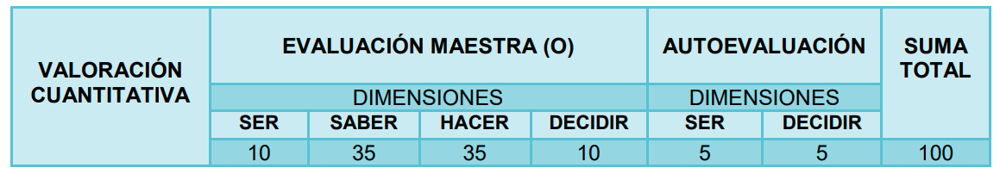 VALORACIÓN
CUANTITATIVA
EVALUACIÓN MAESTRA (O)
AUTOEVALUACIÓN
SUMA
TOTAL
DIMENSIONES
DIMENSIONES
SER SABER HACER DECIDIR SER DECIDIR
10 35 35 10 5 5 100